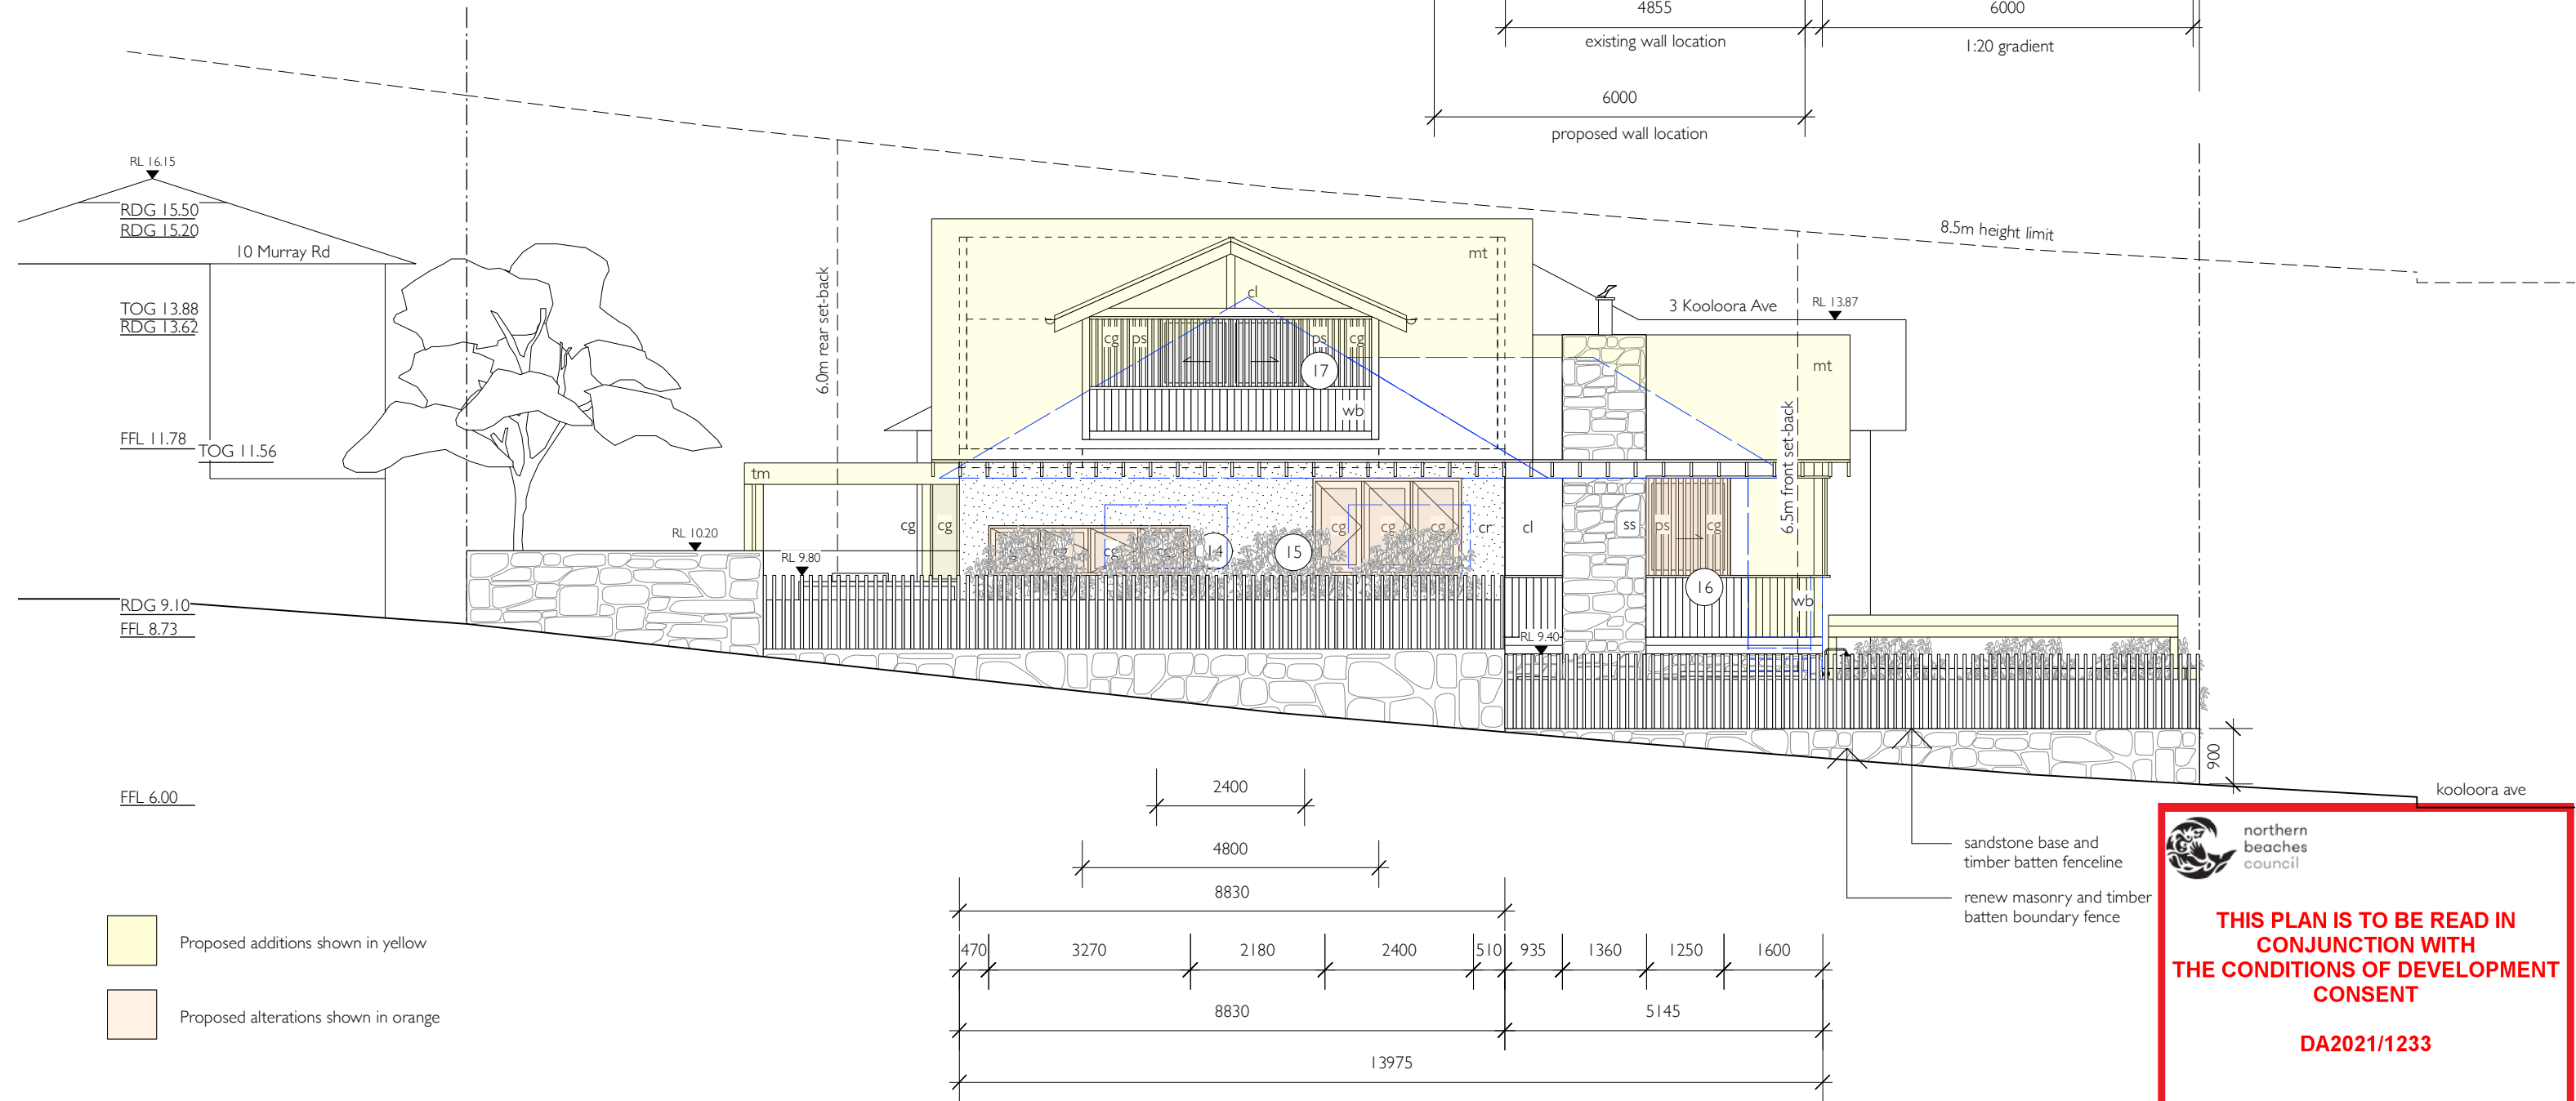 4855
6000
existing wall location
1:20 gradient
6000
proposed wall location
RL 16.15
RDG 15.50
RDG 15.20
10 Murray Rd
8.5m height limit
mt
6.0m rear set-back
cl
TOG 13.88
RDG 13.62
3 Kooloora Ave
RL 13.87
cg
ps
ps
cg
17
mt
wb
6.5m front set-back
FFL 11.78
TOG 11.56
tm
cg
cg
cg
cg
cg
cr
cl
ss
ps
cg
RL 10.20
RL 9.80
cg
cg
cg
cg
14
15
16
wb
RDG 9.10
FFL 8.73
RL 9.40
900
FFL 6.00
kooloora ave
2400
4800
8830
sandstone base and
timber batten fenceline
renew masonry and timber
batten boundary fence
northern
beaches
council
Proposed additions shown in yellow
Proposed alterations shown in orange
470
3270
2180
2400
510
935
1360
1250
1600
8830
5145
13975
THIS PLAN IS TO BE READ IN
CONJUNCTION WITH
THE CONDITIONS OF DEVELOPMENT
CONSENT
DA2021/1233